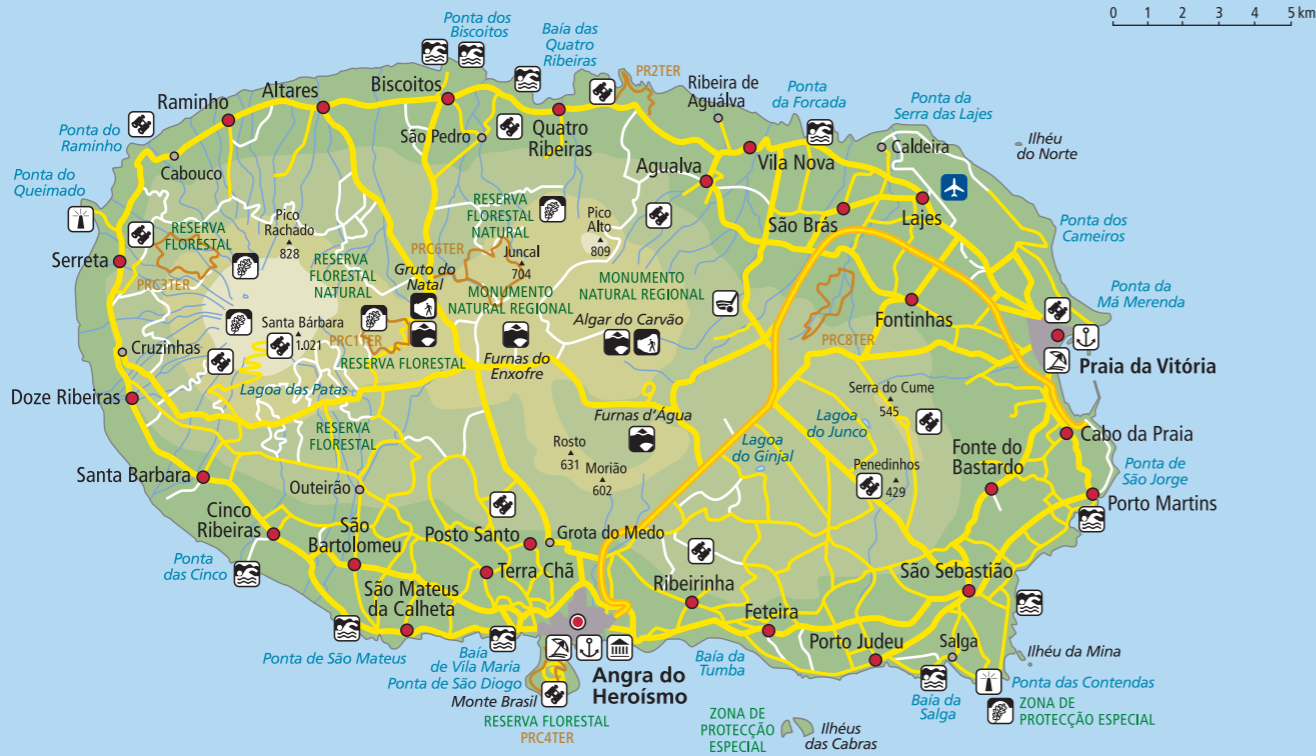 0 1 2 3 4 5 km
Ponta dos
Biscoitos
Baía das
Quatro
Ribeiras
PR2TER
Ribeira de
Aguálva
Ponta
da Forcada
Ponta da
Serra das Lajes
Ilhéu
do Norte
Raminho
Altares
Biscoitos
São Pedro
Quatro
Ribeiras
Agualva
Vila Nova
Caldeira
Ponta do
Raminho
Cabouco
Ponta do
Queimado
São Brás
Lajes
Ponta dos
Cameiros
RESERVA
FLORESTAL
Pico
Rachado
828
RESERVA
FLORESTAL
NATURAL
RESERVA
FLORESTAL
NATURAL
Pico
Alto
809
PRC6TER
Juncal
704
Gruto do
Natal
Serreta
PRC3TER
MONUMENTO
NATURAL REGIONAL
MONUMENTO
NATURAL REGIONAL
Ponta da
Má Merenda
Santa Bárbara
1.021
PRC1TER
RESERVA FLORESTAL
Furnas do
Enxofre
Algar do Carvão
Fontinhas
PRC8TER
Praia da Vitória
Cruzinhas
Lagoa das Patas
Doze Ribeiras
RESERVA
FLORESTAL
Furnas d'Água
Serra do Cume
545
Lagoa
do Junco
Lagoa
do Ginjal
Cabo da Praia
Rosto
631
Morião
602
Penedinhos
429
Fonte do
Bastardo
Ponta de
São Jorge
Porto Martins
Santa Barbara
Outeirão
Cinco
Ribeiras
São
Bartolomeu
Posto Santo
Grota do Medo
Terra Chã
Ponta
das Cinco
São Mateus
da Calheta
Ribeirinha
Feteira
São Sebastião
Porto Judeu
Salga
Ilhéu da Mina
Ponta de São Mateus
Baía
de Vila Maria
Ponta de São Diogo
Angra do
Heroísmo
Baía da
Tumba
Baía da
Salga
Ponta das Contendas
ZONA DE
PROTECÇÃO ESPECIAL
Monte Brasil
RESERVA FLORESTAL
PRC4TER
ZONA DE
PROTECÇÃO
ESPECIAL
Ilhéus
das Cabras